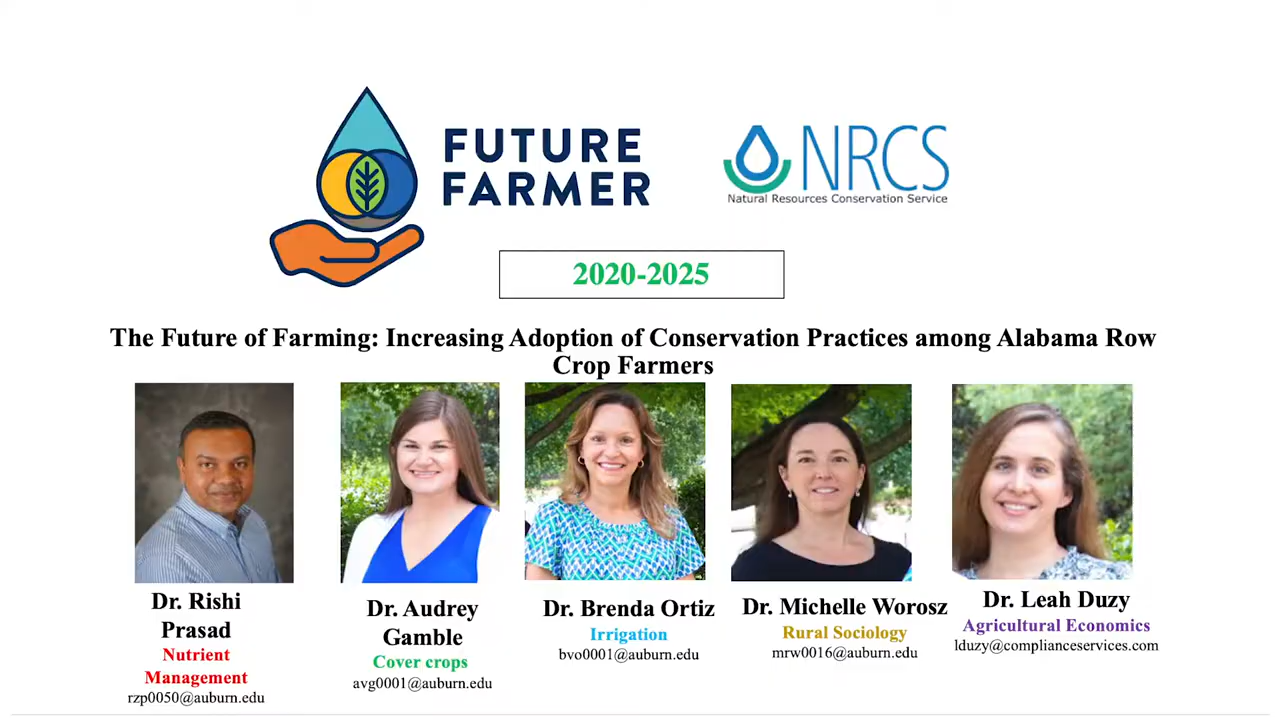 FUTURE
FARMER
NRCS
Natural Resources Conservation Service
2020-2025
The Future of Farming: Increasing Adoption of Conservation Practices among Alabama Row
Crop Farmers
Dr. Rishi
Prasad
Nutrient
Management
rzp0050@auburn.edu
Dr. Audrey
Gamble
Cover crops
avg0001@auburn.edu
Dr. Brenda Ortiz
Irrigation
bvo0001@auburn.edu
Dr. Michelle Worosz
Rural Sociology
mrw0016@auburn.edu
Dr. Leah Duzy
Agricultural Economics
lduzy@complianceservices.com